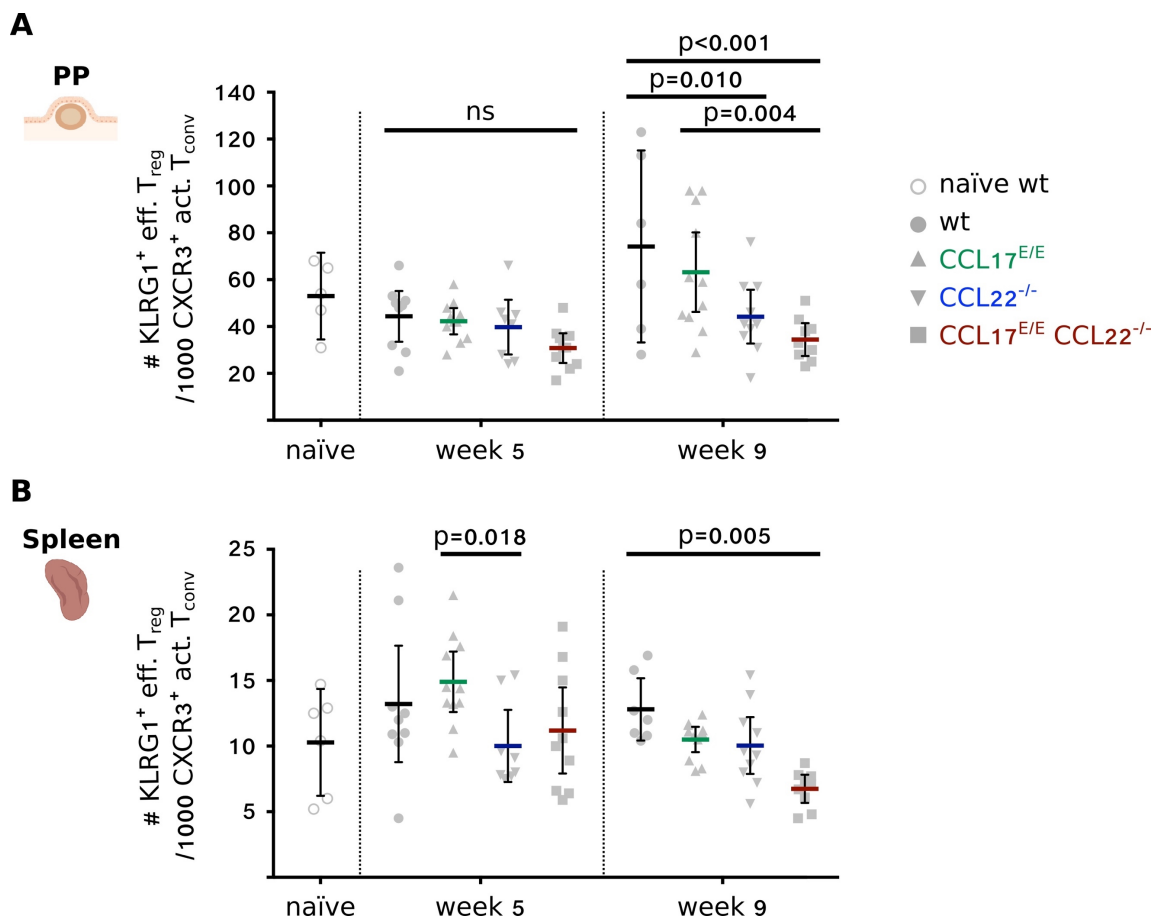 A
PP
# KLRG1⁺ eff. Treg
/1000 CXCR3⁺ act. Tconv
140
120
100
80
60
40
20
ns
p<0.001
p=0.010
p=0.004
naïve
week 5
week 9
naïve wt
wt
CCL17E/E
CCL22-/-
CCL17E/E CCL22-/-
B
Spleen
# KLRG1⁺ eff. Treg
/1000 CXCR3⁺ act. Tconv
25
20
15
10
5
p=0.018
p=0.005
naïve
week 5
week 9